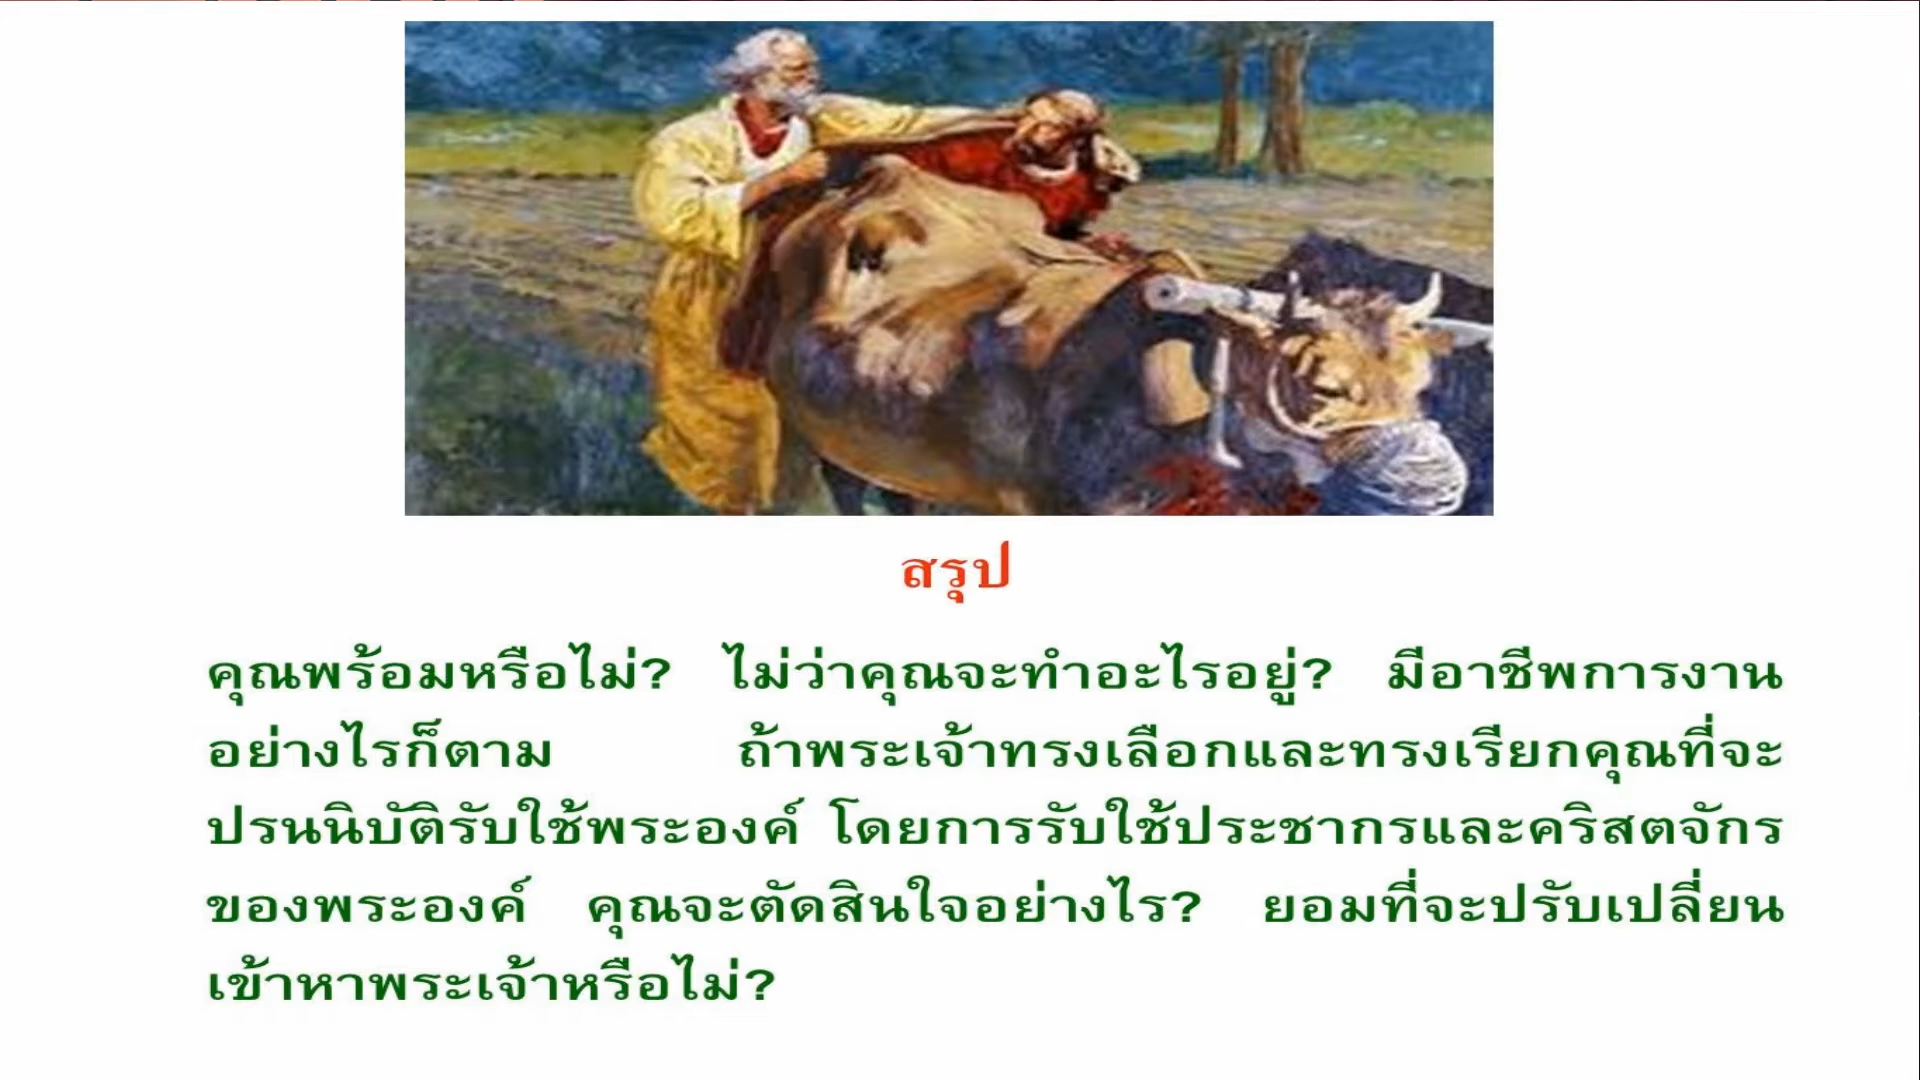 สรุป
คุณพร้อมหรือไม่? ไม่ว่าคุณจะทำอะไรอยู่? มีอาชีพการงาน
อย่างไรก็ตาม ถ้าพระเจ้าทรงเลือกและทรงเรียกคุณที่จะ
ปรนนิบัติรับใช้พระองค์ โดยการรับใช้ประชากรและคริสตจักร
ของพระองค์ คุณจะตัดสินใจอย่างไร? ยอมที่จะปรับเปลี่ยน
เข้าหาพระเจ้าหรือไม่?